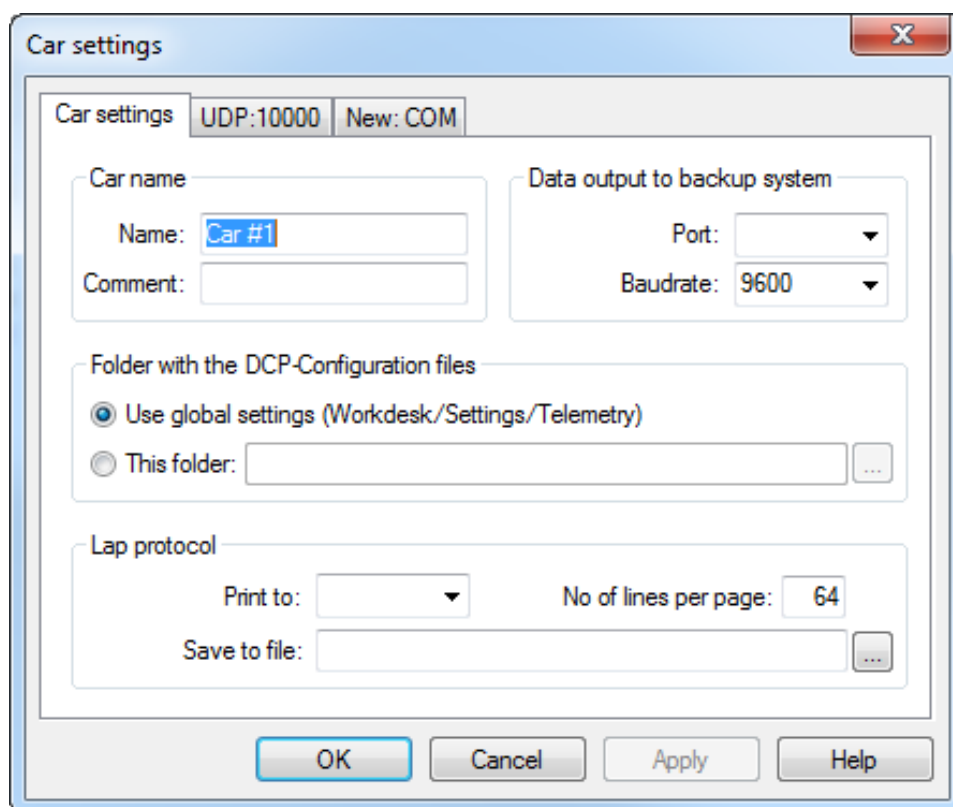 Car settings
Car settings UDP:10000 New: COM
Car name
Name: Car #1
Comment:
Data output to backup system
Port:
Baudrate: 9600
Folder with the DCP-Configuration files
Use global settings (Workdesk/Settings/Telemetry)
This folder: ...
Lap protocol
Print to: No of lines per page: 64
Save to file: ...
OK Cancel Apply Help